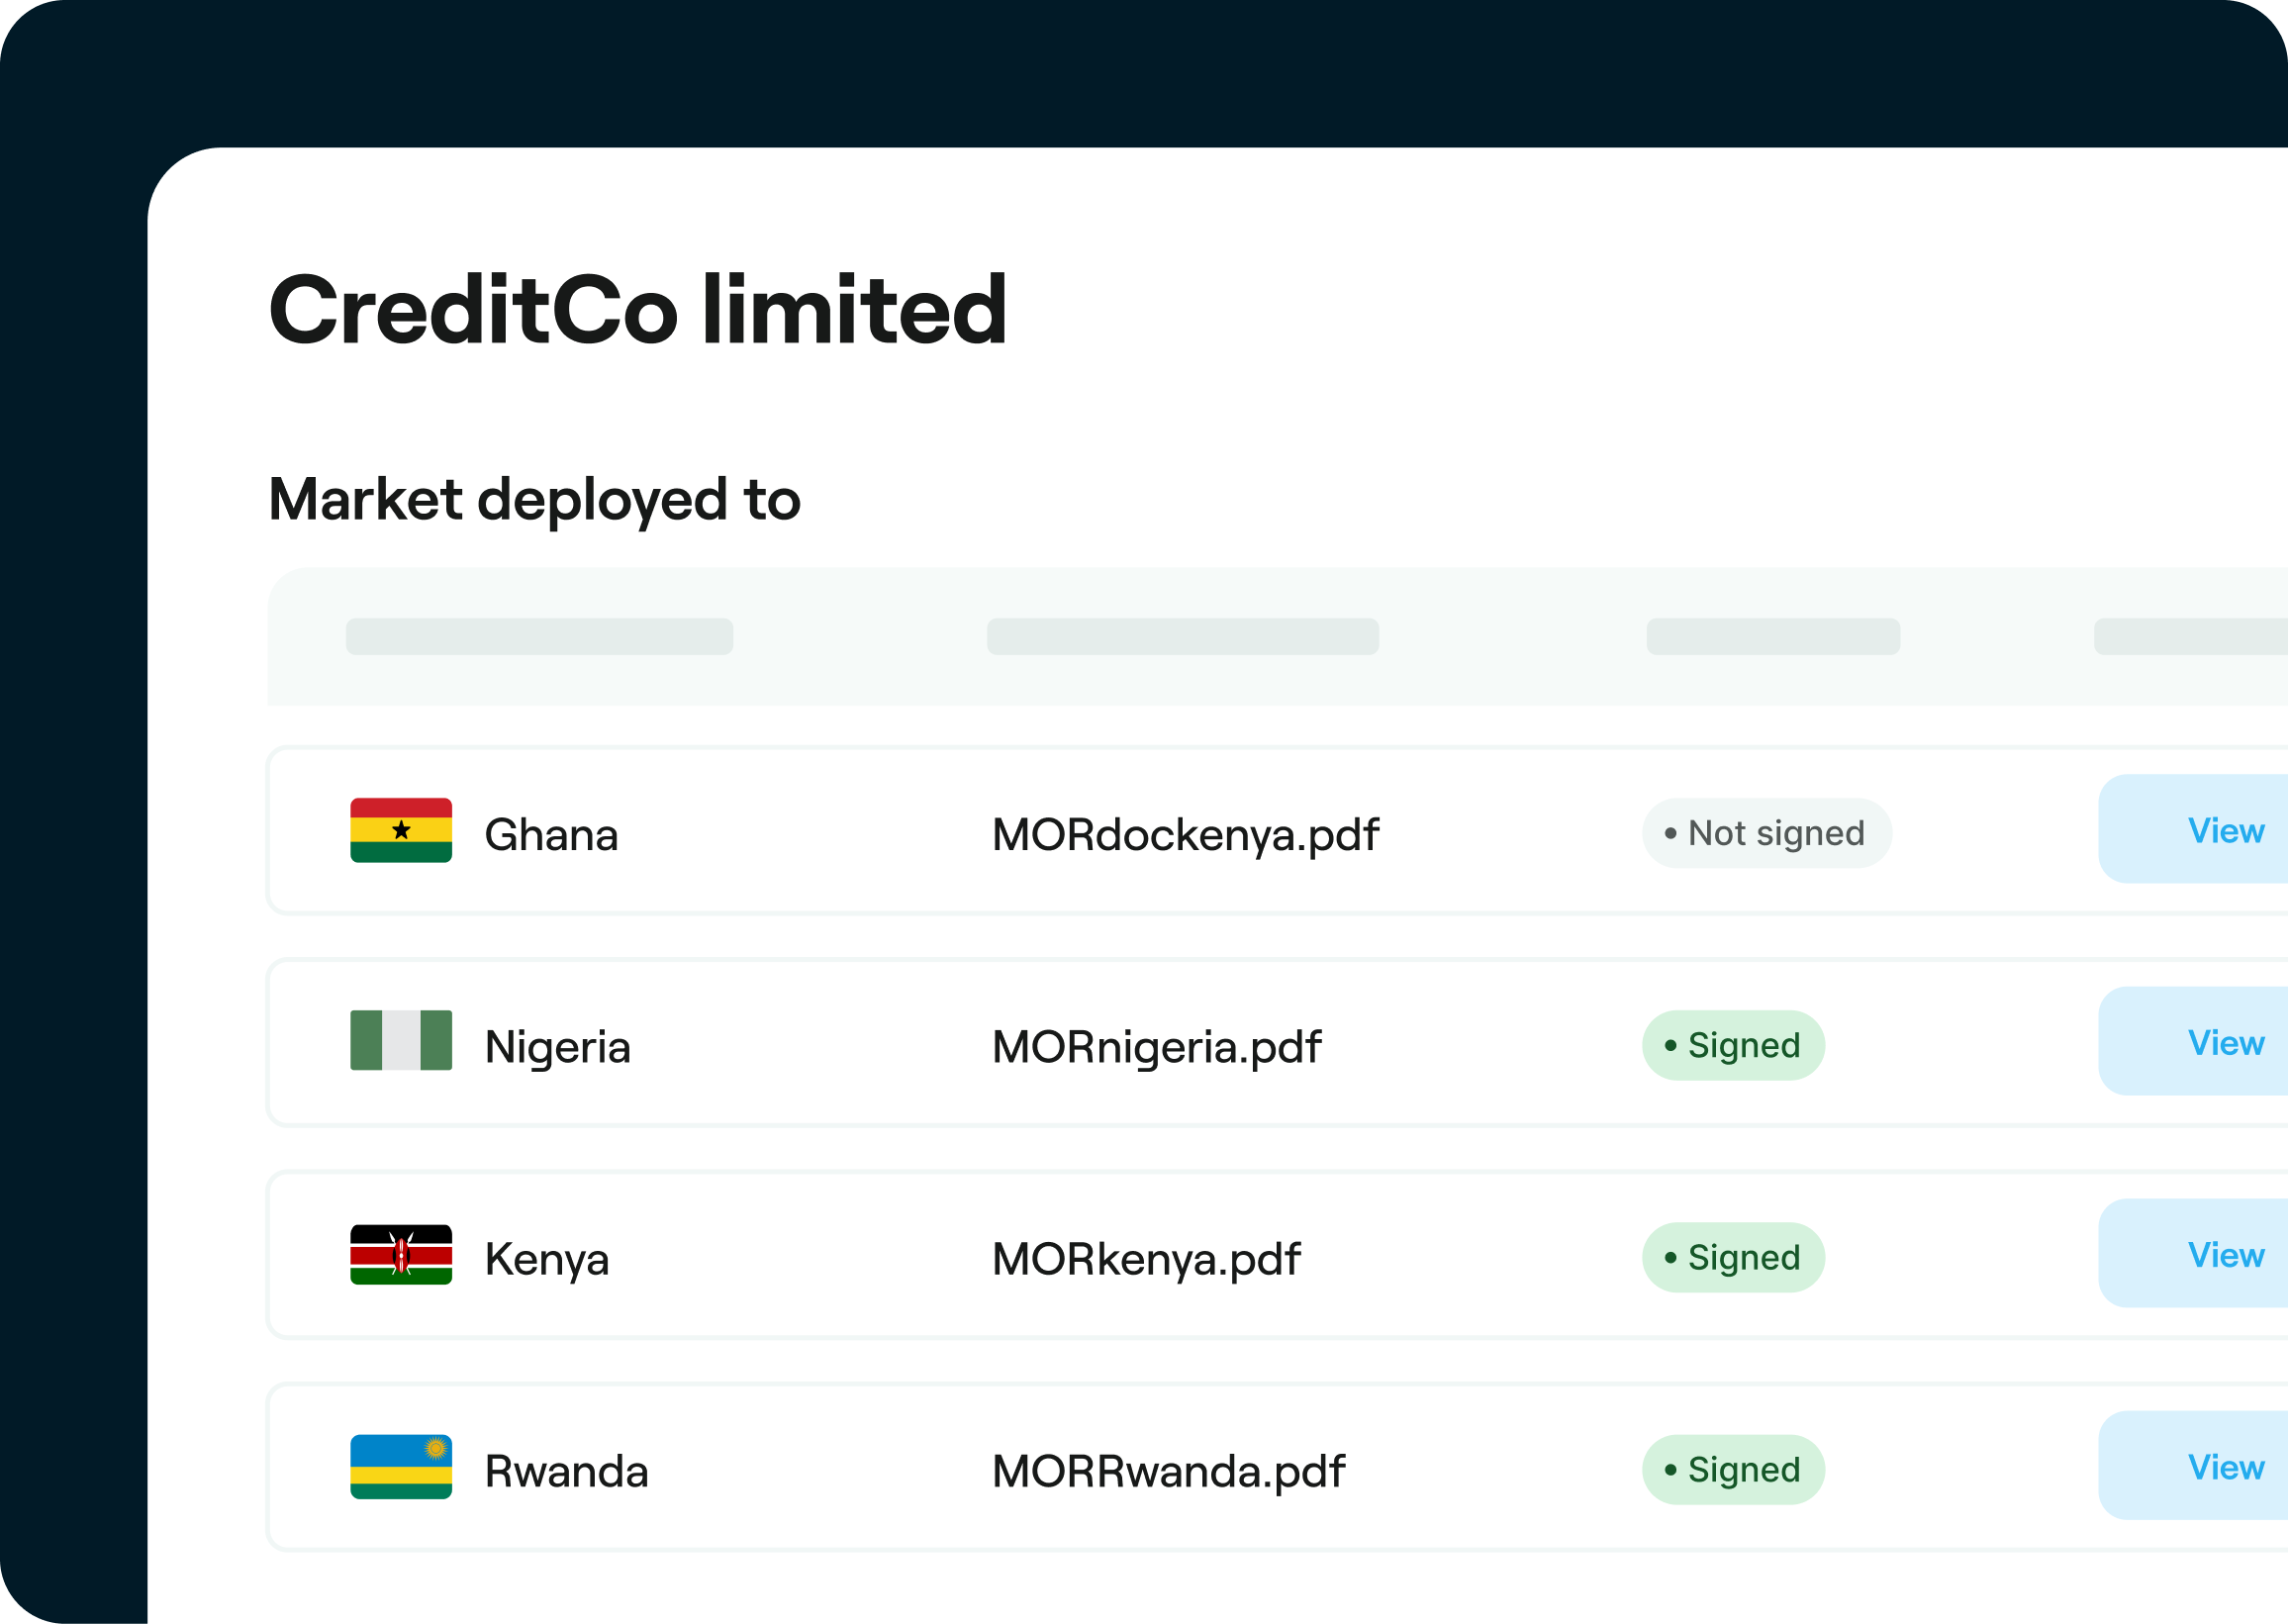 CreditCo limited
Market deployed to
Ghana MORdockenya.pdf Not signed View
Nigeria MORnigeria.pdf Signed View
Kenya MORkenya.pdf Signed View
Rwanda MORRwanda.pdf Signed View